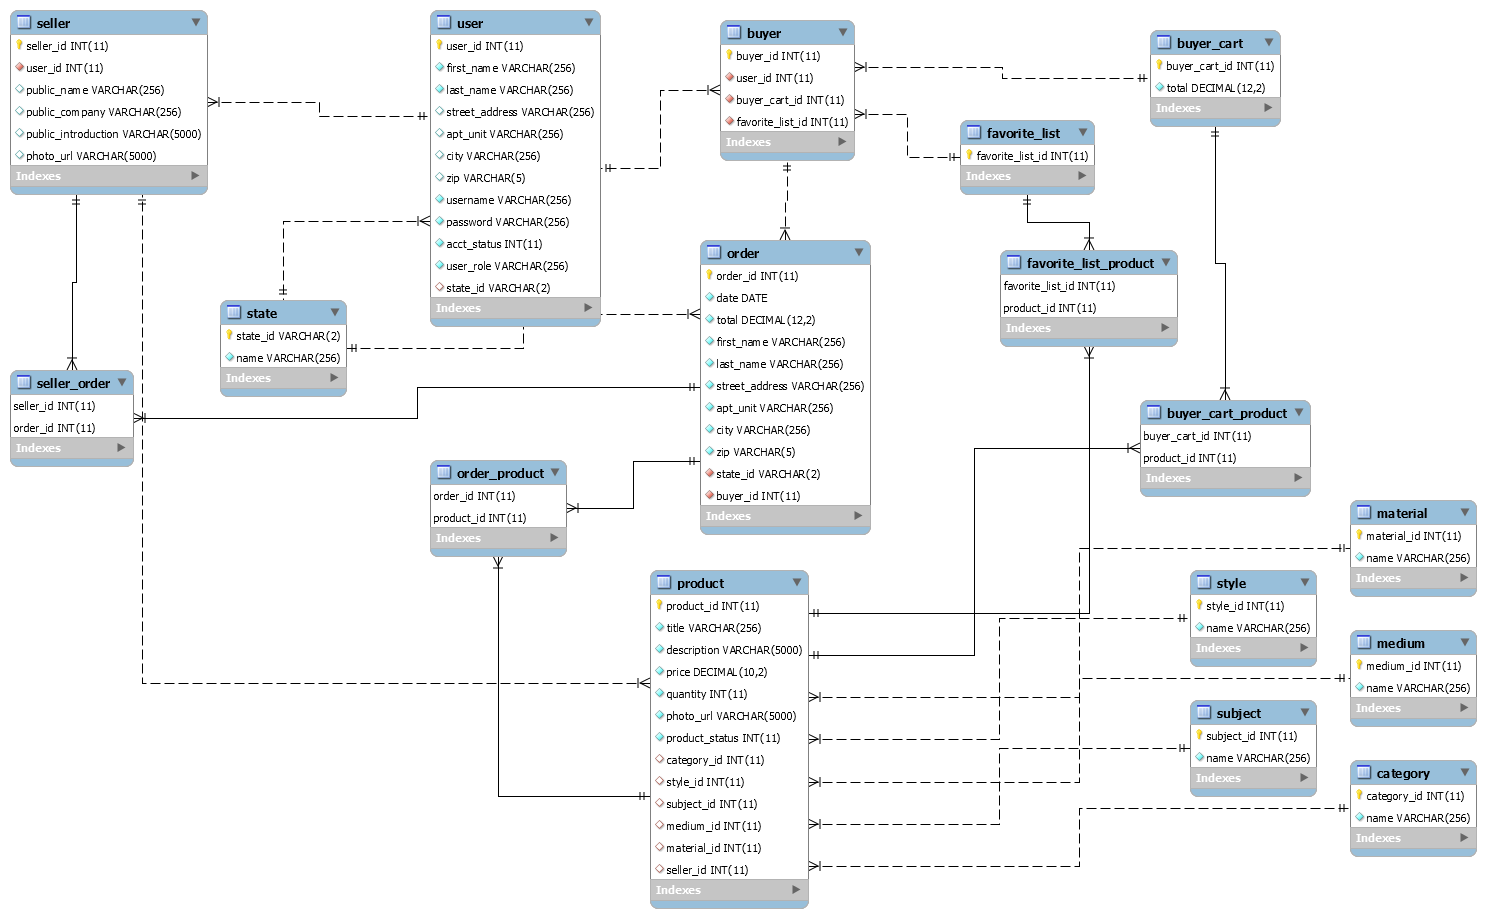 seller
seller_id INT(11)
user_id INT(11)
public_name VARCHAR(256)
public_company VARCHAR(256)
public_introduction VARCHAR(5000)
photo_url VARCHAR(5000)
Indexes
user
user_id INT(11)
first_name VARCHAR(256)
last_name VARCHAR(256)
street_address VARCHAR(256)
apt_unit VARCHAR(256)
city VARCHAR(256)
zip VARCHAR(5)
username VARCHAR(256)
password VARCHAR(256)
acct_status INT(11)
user_role VARCHAR(256)
state_id VARCHAR(2)
Indexes
buyer
buyer_id INT(11)
user_id INT(11)
buyer_cart_id INT(11)
favorite_list_id INT(11)
Indexes
buyer_cart
buyer_cart_id INT(11)
total DECIMAL(12,2)
Indexes
favorite_list
favorite_list_id INT(11)
Indexes
state
state_id VARCHAR(2)
name VARCHAR(256)
Indexes
order
order_id INT(11)
date DATE
total DECIMAL(12,2)
first_name VARCHAR(256)
last_name VARCHAR(256)
street_address VARCHAR(256)
apt_unit VARCHAR(256)
city VARCHAR(256)
zip VARCHAR(5)
state_id VARCHAR(2)
buyer_id INT(11)
Indexes
favorite_list_product
favorite_list_id INT(11)
product_id INT(11)
Indexes
seller_order
seller_id INT(11)
order_id INT(11)
Indexes
buyer_cart_product
buyer_cart_id INT(11)
product_id INT(11)
Indexes
order_product
order_id INT(11)
product_id INT(11)
Indexes
product
product_id INT(11)
title VARCHAR(256)
description VARCHAR(5000)
price DECIMAL(10,2)
quantity INT(11)
photo_url VARCHAR(5000)
product_status INT(11)
category_id INT(11)
style_id INT(11)
subject_id INT(11)
medium_id INT(11)
material_id INT(11)
seller_id INT(11)
Indexes
material
material_id INT(11)
name VARCHAR(256)
Indexes
style
style_id INT(11)
name VARCHAR(256)
Indexes
medium
medium_id INT(11)
name VARCHAR(256)
Indexes
subject
subject_id INT(11)
name VARCHAR(256)
Indexes
category
category_id INT(11)
name VARCHAR(256)
Indexes